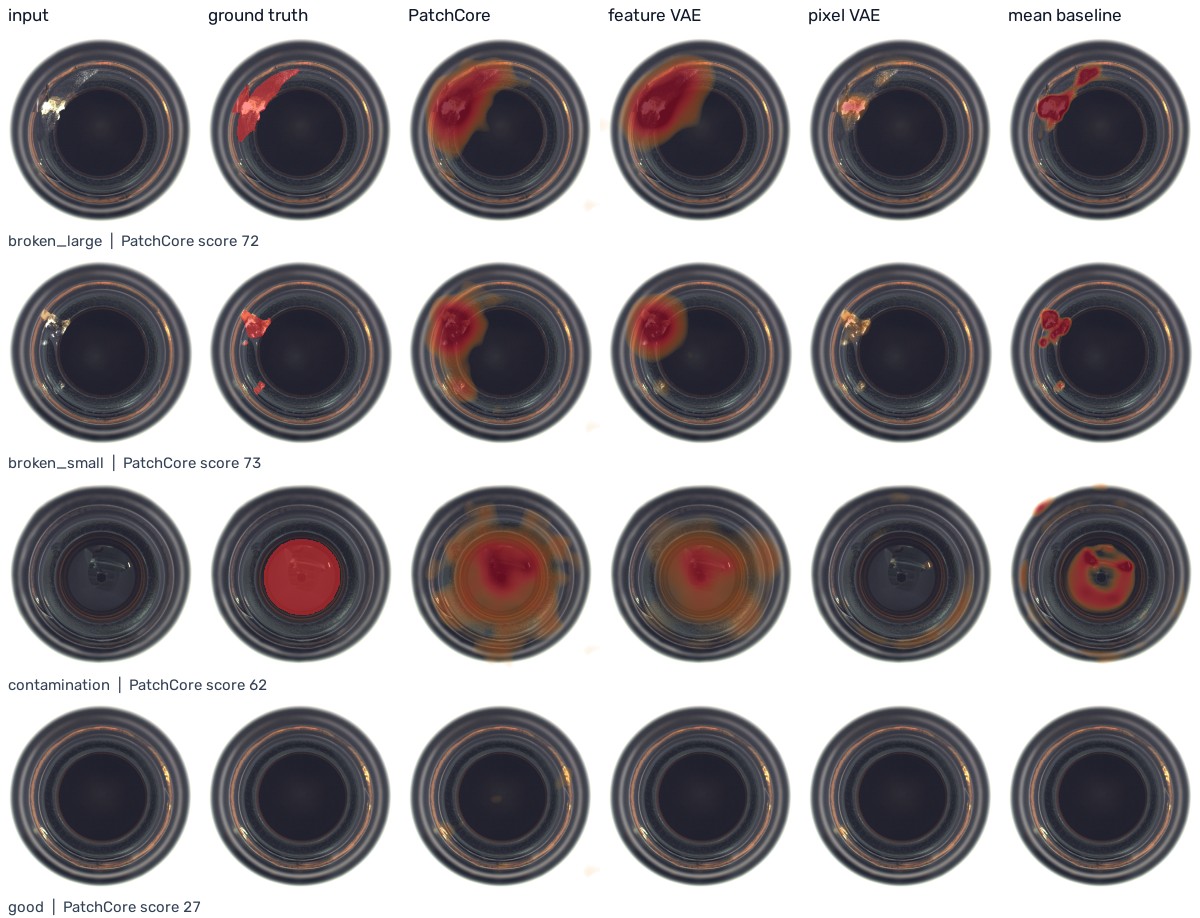 input ground truth PatchCore feature VAE pixel VAE mean baseline
broken_large | PatchCore score 72
broken_small | PatchCore score 73
contamination | PatchCore score 62
good | PatchCore score 27